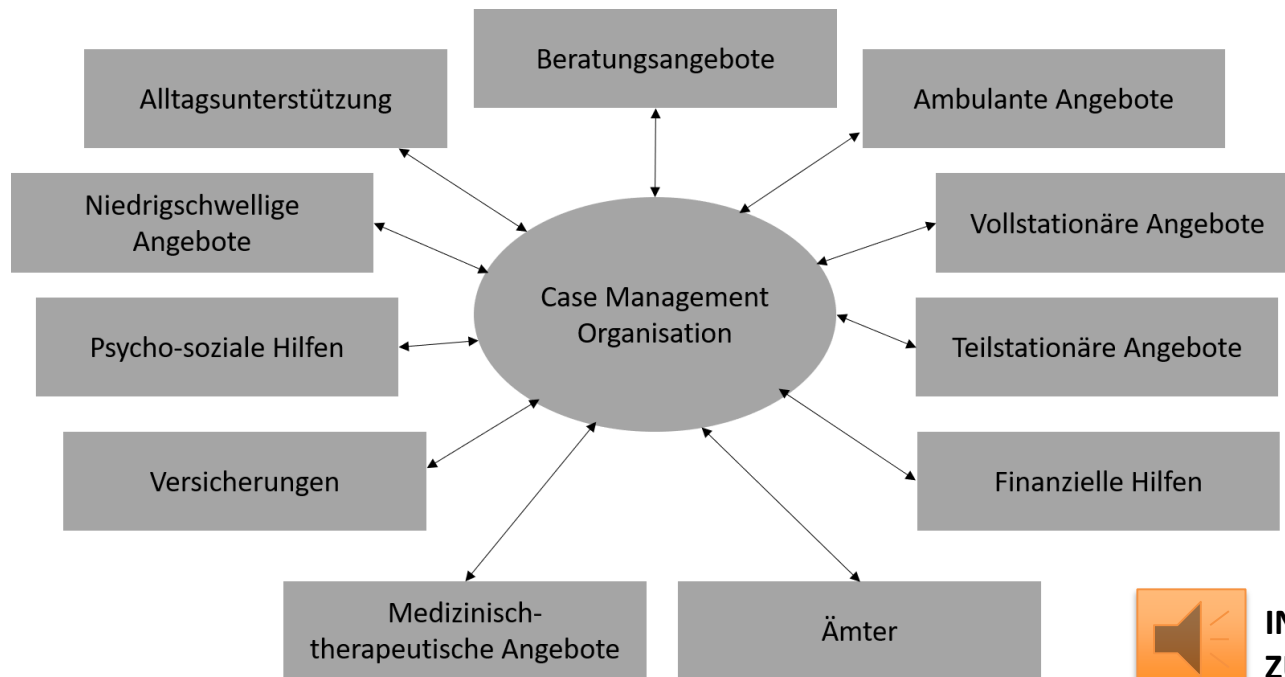 Beratungsangebote
Alltagsunterstützung
Ambulante Angebote
Niedrigschwellige
Angebote
Vollstationäre Angebote
Case Management
Organisation
Psycho-soziale Hilfen
Teilstationäre Angebote
Versicherungen
Finanzielle Hilfen
Medizinisch-
therapeutische Angebote
Ämter